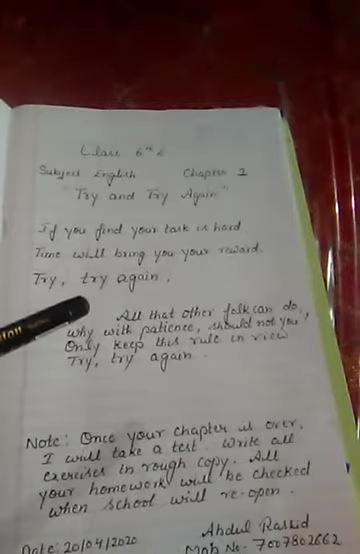 Class 6th E
Subject English Chapter 1
"Try and Try Again"
If you find your task is hard
Time will bring you your reward.
Try, try again,
All that other folk can do,
why with patience, should not you
Only keep this rule in view
Try, try again.
Note: Once your chapter is over,
I will take a test. Write all
exercises in rough copy. All
your homework will be checked
when school will re-open.
Date: 20/04/2020 Abdul Rashid
Mob No- 7007802662